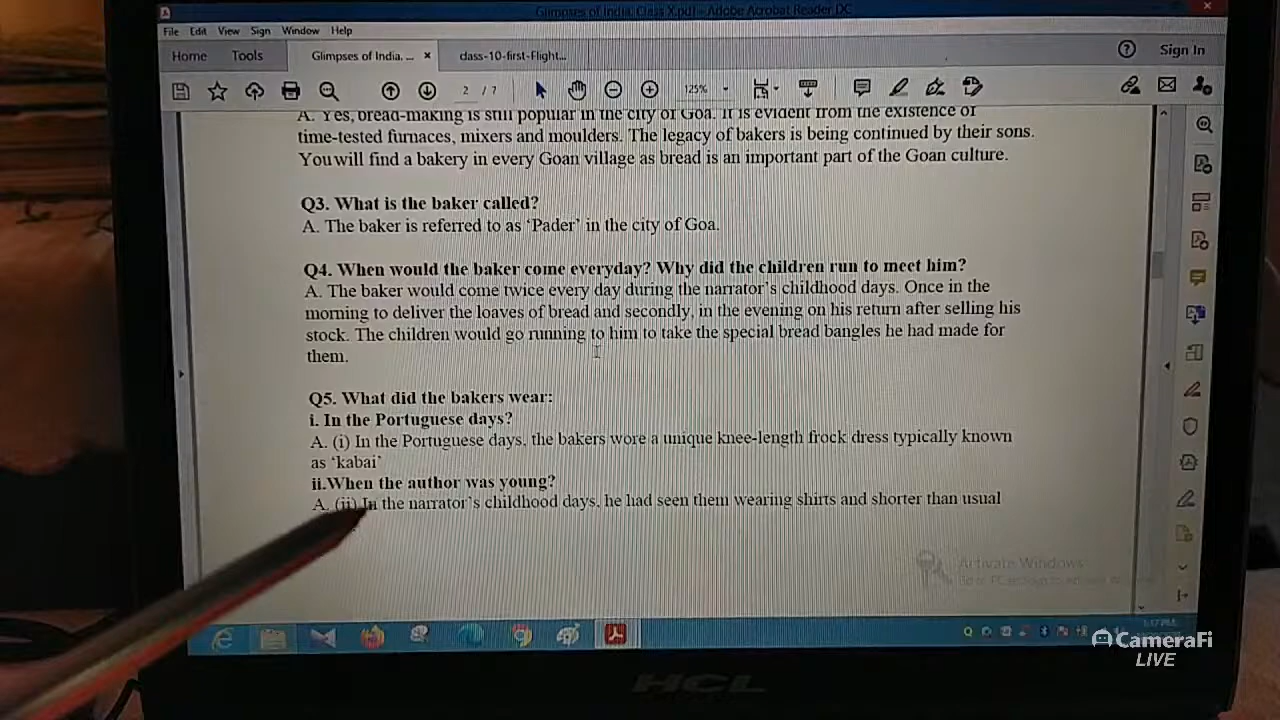 Glimpses of India, Class X.pdf - Adobe Acrobat Reader DC
File Edit View Sign Window Help
Home Tools Glimpses of India, ... × class-10-first-Flight... Sign In
2 / 7 125%
A. Yes, bread-making is still popular in the city of Goa. It is evident from the existence of
time-tested furnaces, mixers and moulders. The legacy of bakers is being continued by their sons.
You will find a bakery in every Goan village as bread is an important part of the Goan culture.
Q3. What is the baker called?
A. The baker is referred to as ‘Pader’ in the city of Goa.
Q4. When would the baker come everyday? Why did the children run to meet him?
A. The baker would come twice every day during the narrator’s childhood days. Once in the
morning to deliver the loaves of bread and secondly, in the evening on his return after selling his
stock. The children would go running to him to take the special bread bangles he had made for
them.
Q5. What did the bakers wear:
i. In the Portuguese days?
A. (i) In the Portuguese days, the bakers wore a unique knee-length frock dress typically known
as ‘kabai’
ii.When the author was young?
A. (ii) In the narrator’s childhood days, he had seen them wearing shirts and shorter than usual
Activate Windows
CameraFi
LIVE
HCL